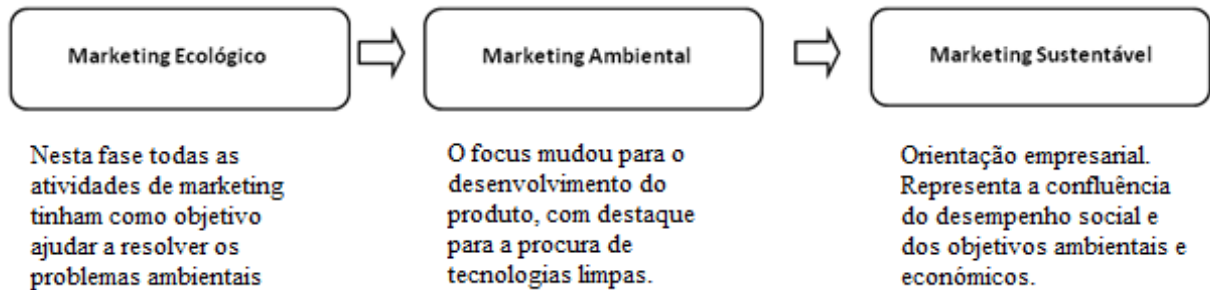 Marketing Ecológico
Marketing Ambiental
Marketing Sustentável
Nesta fase todas as
atividades de marketing
tinham como objetivo
ajudar a resolver os
problemas ambientais
O focus mudou para o
desenvolvimento do
produto, com destaque
para a procura de
tecnologias limpas.
Orientação empresarial.
Representa a confluência
do desempenho social e
dos objetivos ambientais e
económicos.